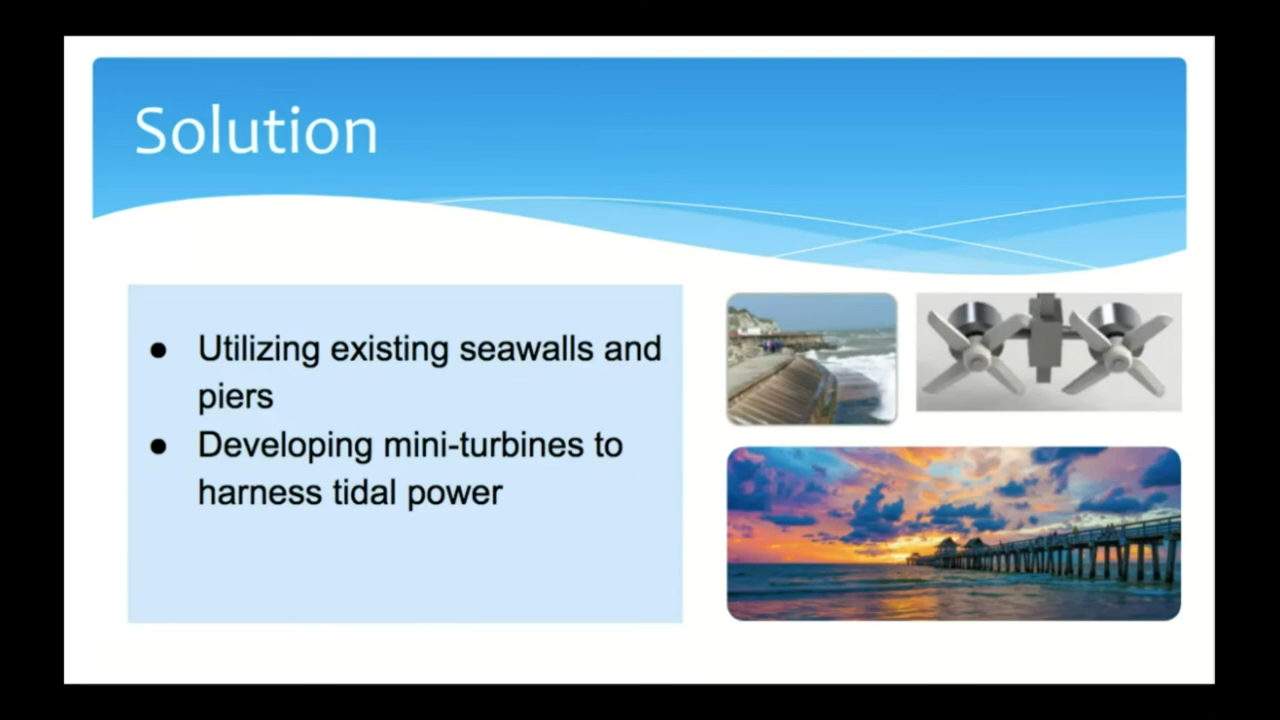 Solution
● Utilizing existing seawalls and
piers
● Developing mini-turbines to
harness tidal power